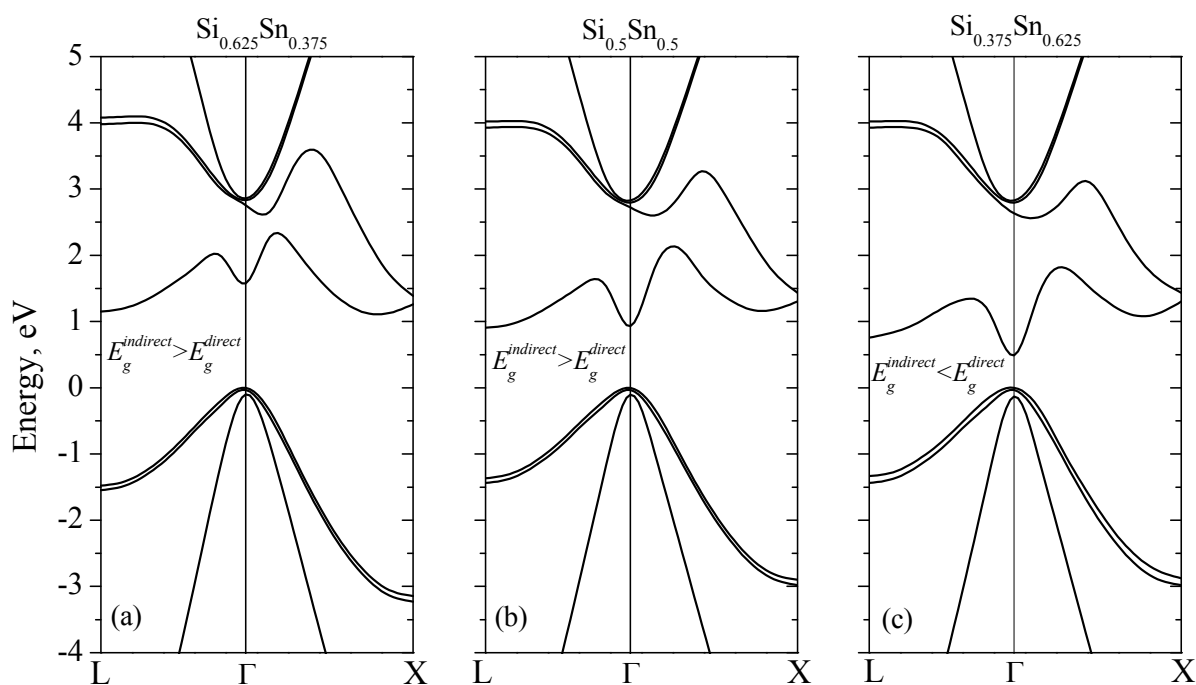 Si0.625Sn0.375
Si0.5Sn0.5
Si0.375Sn0.625
Energy, eV
5
4
3
2
1
0
-1
-2
-3
-4
Egindirect>Egdirect
Egindirect>Egdirect
Egindirect<Egdirect
(a)
(b)
(c)
L Γ X
L Γ X
L Γ X